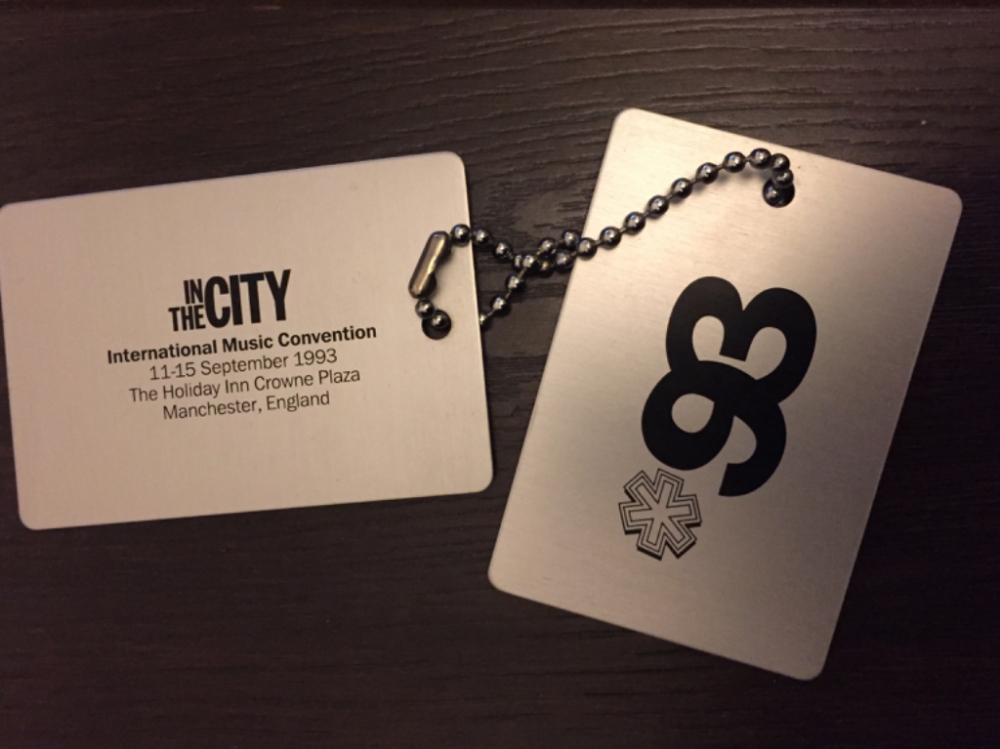 IN
THE CITY
International Music Convention
11-15 September 1993
The Holiday Inn Crowne Plaza
Manchester, England
93